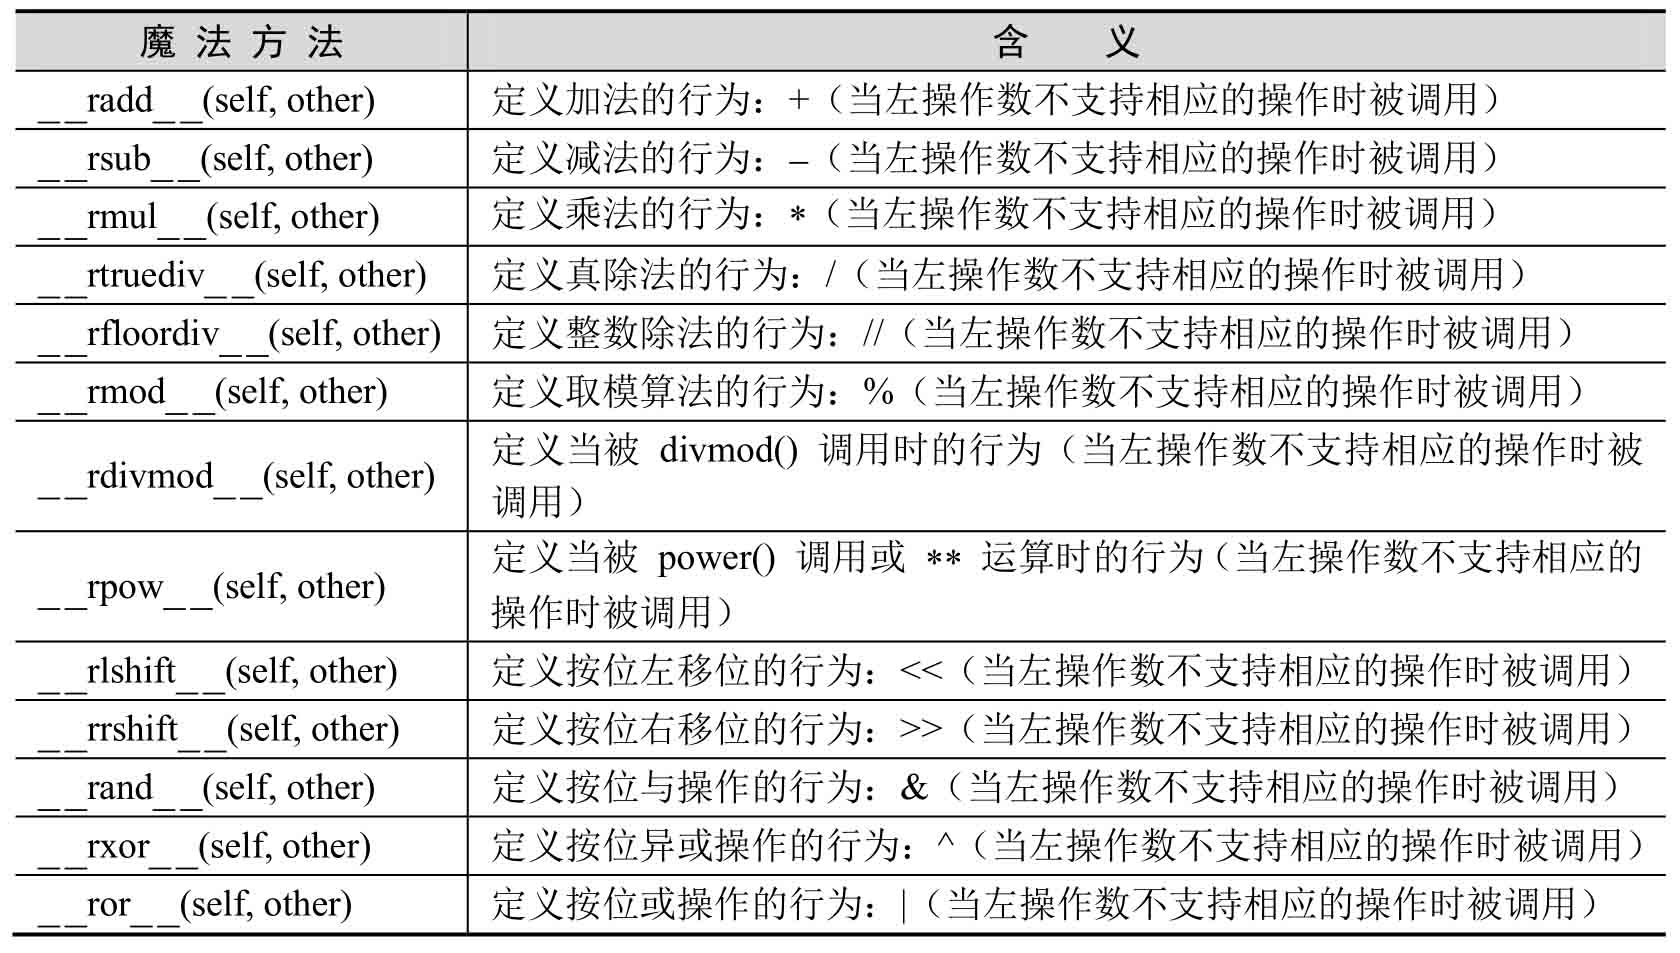 魔法方法 含义
__radd__(self, other) 定义加法的行为：+（当左操作数不支持相应的操作时被调用）
__rsub__(self, other) 定义减法的行为：–（当左操作数不支持相应的操作时被调用）
__rmul__(self, other) 定义乘法的行为：*（当左操作数不支持相应的操作时被调用）
__rtruediv__(self, other) 定义真除法的行为：/（当左操作数不支持相应的操作时被调用）
__rfloordiv__(self, other) 定义整数除法的行为：//（当左操作数不支持相应的操作时被调用）
__rmod__(self, other) 定义取模算法的行为：%（当左操作数不支持相应的操作时被调用）
__rdivmod__(self, other) 定义当被 divmod() 调用时的行为（当左操作数不支持相应的操作时被
调用）
__rpow__(self, other) 定义当被 power() 调用或 ** 运算时的行为（当左操作数不支持相应的
操作时被调用）
__rlshift__(self, other) 定义按位左移位的行为：<<（当左操作数不支持相应的操作时被调用）
__rrshift__(self, other) 定义按位右移位的行为：>>（当左操作数不支持相应的操作时被调用）
__rand__(self, other) 定义按位与操作的行为：&（当左操作数不支持相应的操作时被调用）
__rxor__(self, other) 定义按位异或操作的行为：^（当左操作数不支持相应的操作时被调用）
__ror__(self, other) 定义按位或操作的行为：|（当左操作数不支持相应的操作时被调用）